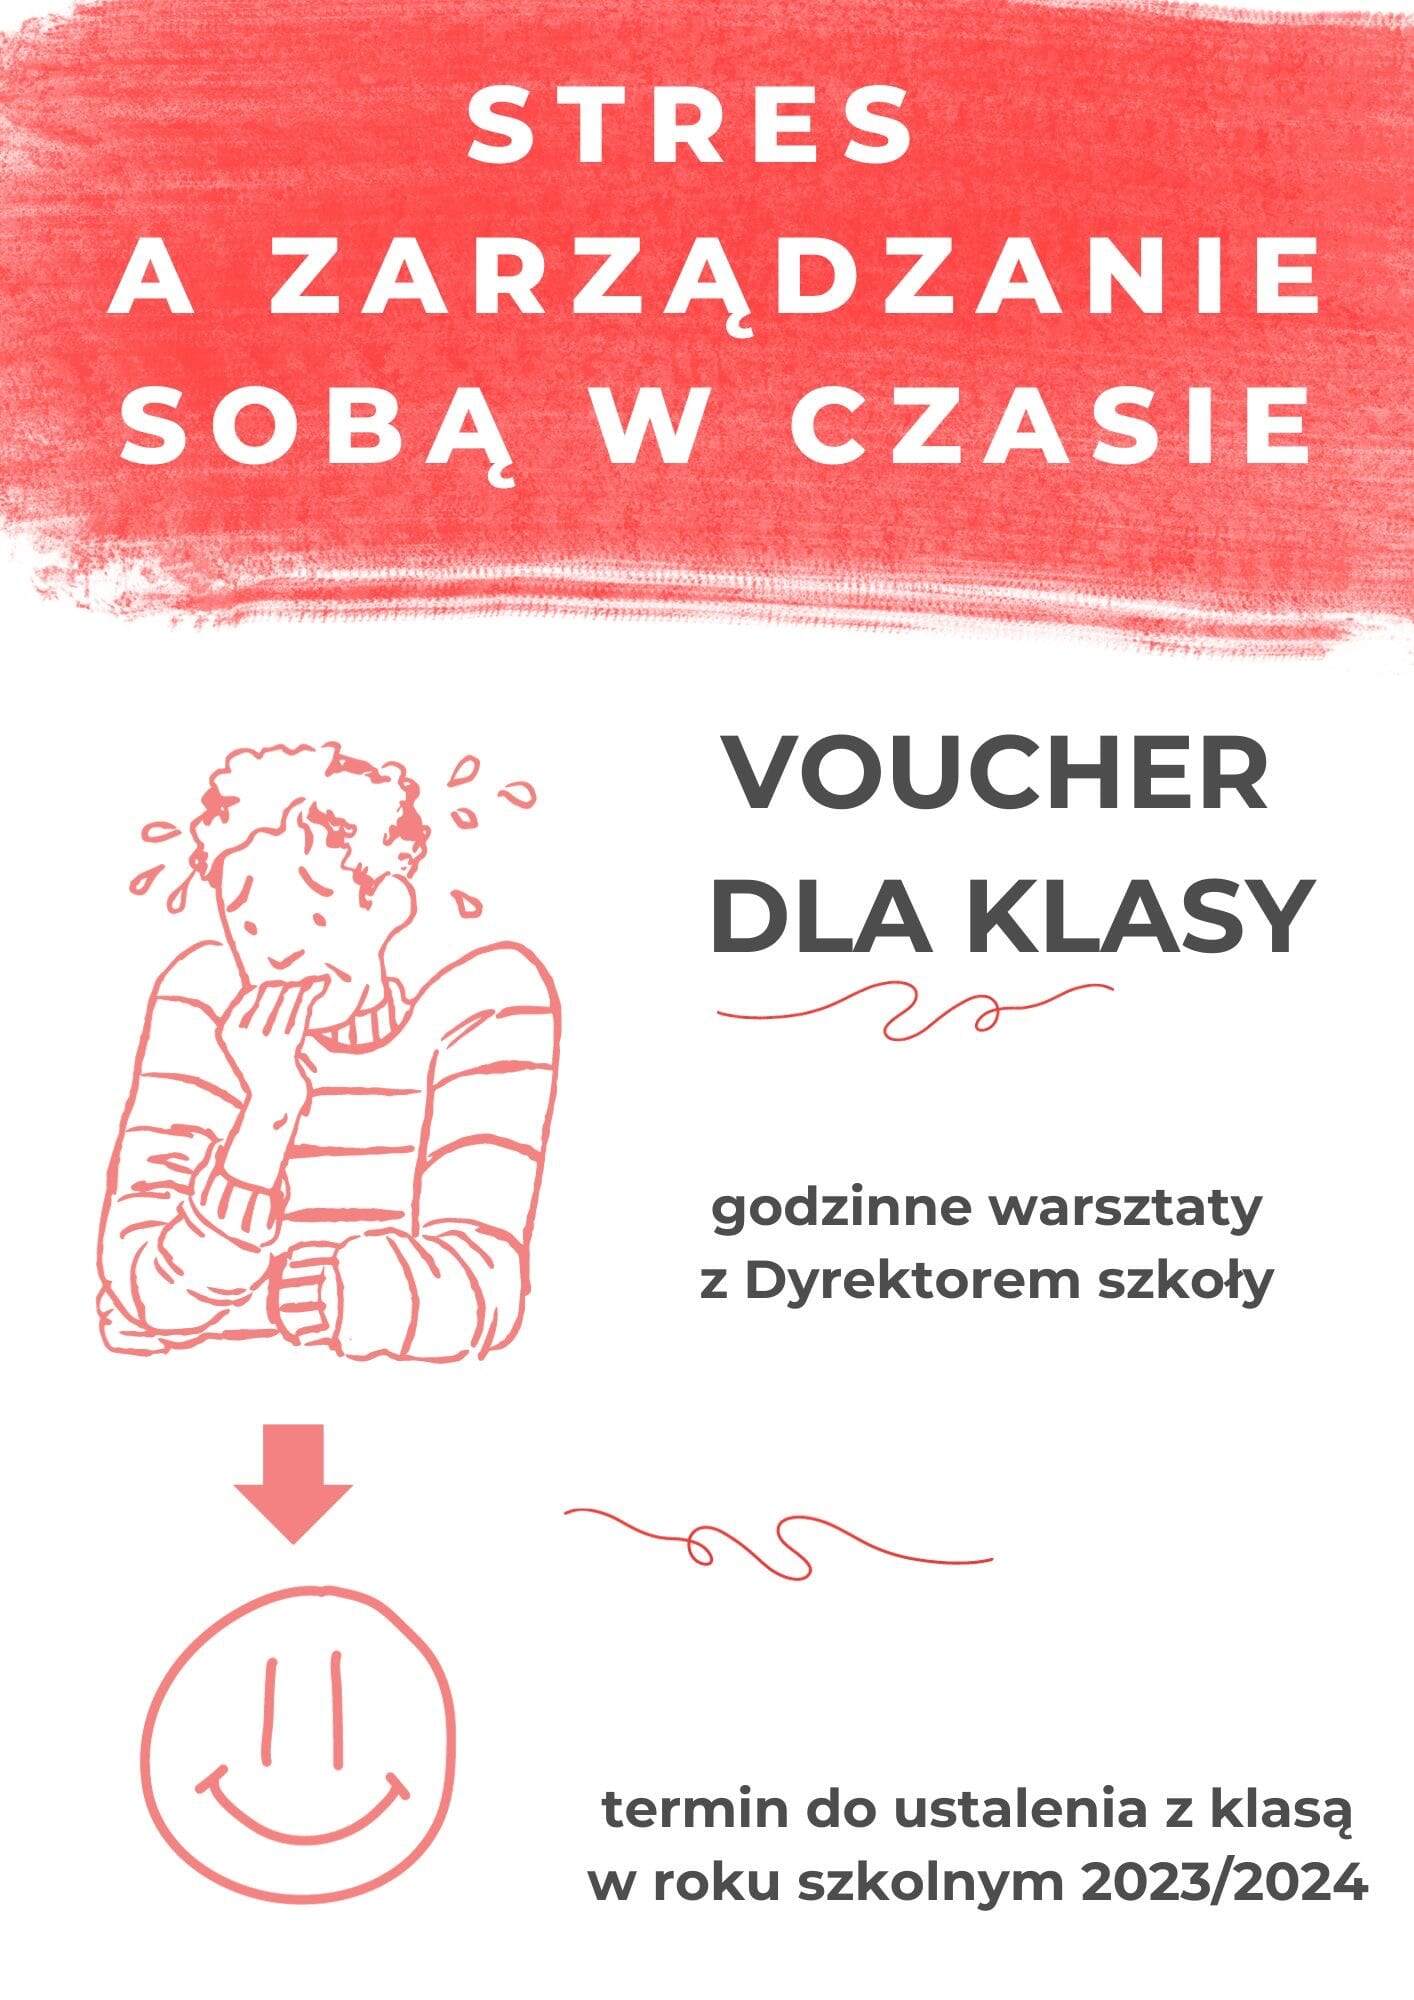 STRES
A ZARZĄDZANIE
SOBĄ W CZASIE
VOUCHER
DLA KLASY
godzinne warsztaty
z Dyrektorem szkoły
termin do ustalenia z klasą
w roku szkolnym 2023/2024